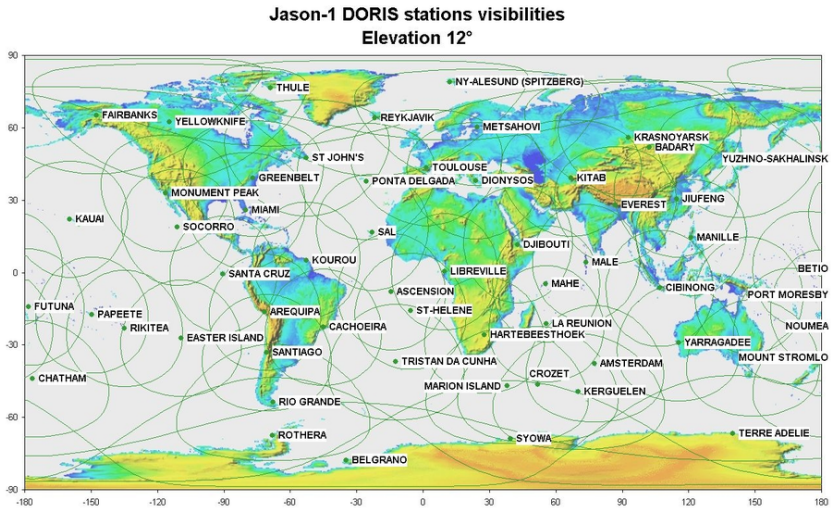 Jason-1 DORIS stations visibilities
Elevation 12°
90
THULE
NY-ALESUND (SPITZBERG)
FAIRBANKS
YELLOWKNIFE
REYKJAVIK
METSAHOVI
60
KRASNOYARSK
BADARY
ST JOHN'S
YUZHNO-SAKHALINSK
TOULOUSE
GREENBELT
PONTA DELGADA
DIONYSOS
KITAB
MONUMENT PEAK
30
EVEREST
JIUFENG
MIAMI
KAUAI
SOCORRO
SAL
MANILLE
DJIBOUTI
KOUROU
MALE
0
SANTA CRUZ
LIBREVILLE
BETIO
MAHE
CIBINONG
ASCENSION
PORT MORESBY
FUTUNA
PAPEETE
AREQUIPA
ST-HELENE
RIKITEA
CACHOEIRA
LA REUNION
NOUMEA
EASTER ISLAND
HARTEBEESTHOEK
-30
YARRAGADEE
SANTIAGO
TRISTAN DA CUNHA
AMSTERDAM
MOUNT STROMLO
CHATHAM
CROZET
MARION ISLAND
KERGUELEN
RIO GRANDE
-60
ROTHERA
SYOWA
TERRE ADELIE
BELGRANO
-90
-180 -150 -120 -90 -60 -30 0 30 60 90 120 150 180